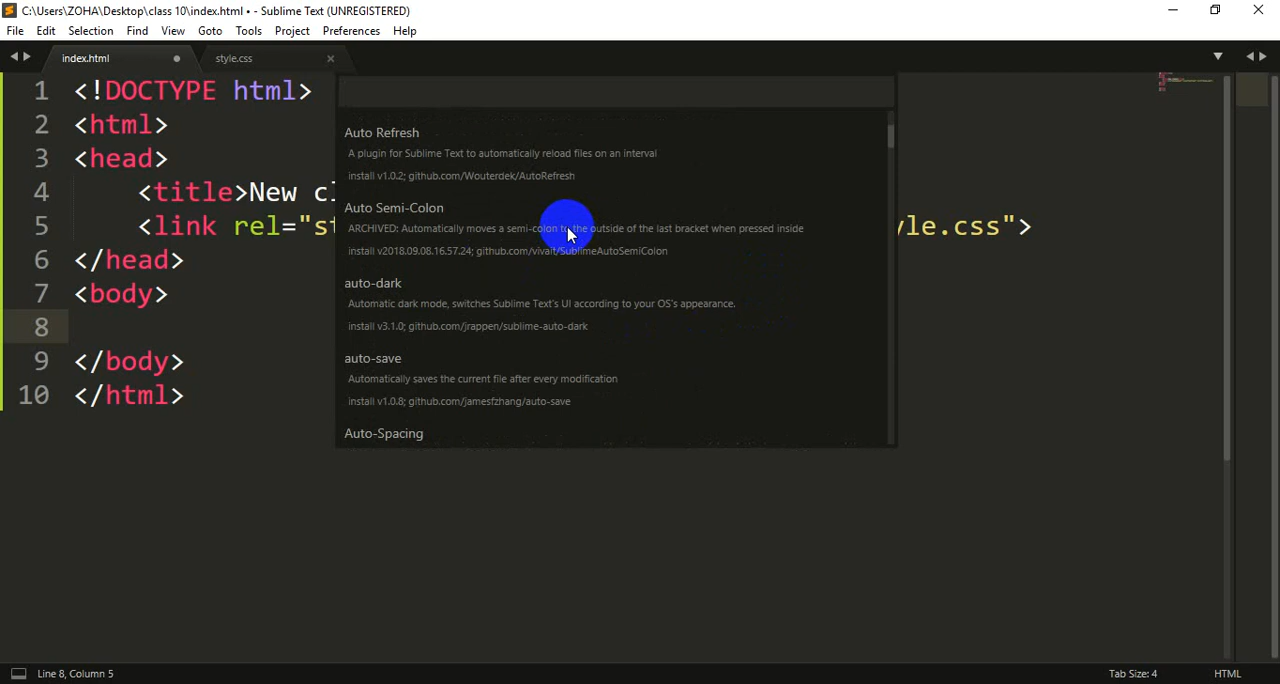 C:\Users\ZOHA\Desktop\class 10\index.html • - Sublime Text (UNREGISTERED)
File Edit Selection Find View Goto Tools Project Preferences Help
index.html
style.css
1 <!DOCTYPE html>
2 <html>
3 <head>
4 <title>New cl
5 <link rel="st yle.css">
6 </head>
7 <body>
8
9 </body>
10 </html>
Auto Refresh
A plugin for Sublime Text to automatically reload files on an interval
install v1.0.2; github.com/Wouterdek/AutoRefresh
Auto Semi-Colon
ARCHIVED: Automatically moves a semi-colon to the outside of the last bracket when pressed inside
install v2018.09.08.16.57.24; github.com/vivait/SublimeAutoSemiColon
auto-dark
Automatic dark mode, switches Sublime Text's UI according to your OS's appearance.
install v3.1.0; github.com/jrappen/sublime-auto-dark
auto-save
Automatically saves the current file after every modification
install v1.0.8; github.com/jamesfzhang/auto-save
Auto-Spacing
Line 8, Column 5
Tab Size: 4
HTML